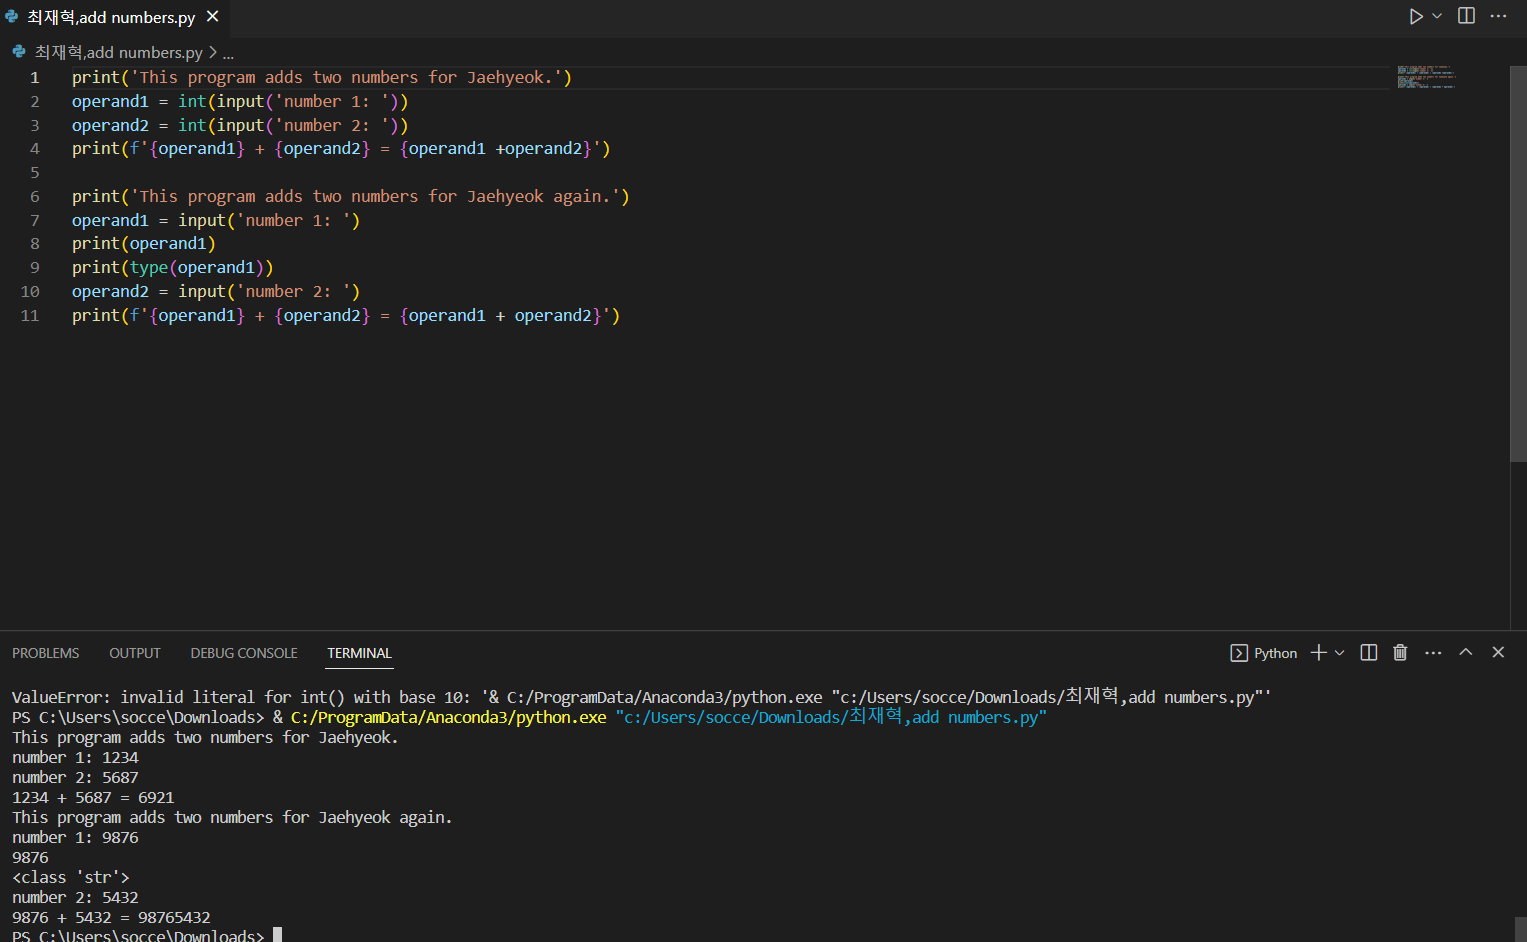 최재혁,add numbers.py
최재혁,add numbers.py > ...
1 print('This program adds two numbers for Jaehyeok.')
2 operand1 = int(input('number 1: '))
3 operand2 = int(input('number 2: '))
4 print(f'{operand1} + {operand2} = {operand1 +operand2}')
5
6 print('This program adds two numbers for Jaehyeok again.')
7 operand1 = input('number 1: ')
8 print(operand1)
9 print(type(operand1))
10 operand2 = input('number 2: ')
11 print(f'{operand1} + {operand2} = {operand1 + operand2}')
PROBLEMS OUTPUT DEBUG CONSOLE TERMINAL Python
ValueError: invalid literal for int() with base 10: '& C:/ProgramData/Anaconda3/python.exe "c:/Users/socce/Downloads/최재혁,add numbers.py"'
PS C:\Users\socce\Downloads> & C:/ProgramData/Anaconda3/python.exe "c:/Users/socce/Downloads/최재혁,add numbers.py"
This program adds two numbers for Jaehyeok.
number 1: 1234
number 2: 5687
1234 + 5687 = 6921
This program adds two numbers for Jaehyeok again.
number 1: 9876
9876
<class 'str'>
number 2: 5432
9876 + 5432 = 98765432
PS C:\Users\socce\Downloads>